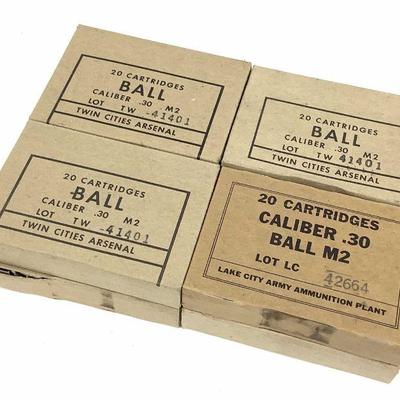 20 CARTRIDGES
BALL
CALIBER .30 M2
LOT TW -41401
TWIN CITIES ARSENAL
20 CARTRIDGES
BALL
CALIBER .30 M2
LOT TW 41401
TWIN CITIES ARSENAL
20 CARTRIDGES
BALL
CALIBER .30 M2
LOT TW -41401
TWIN CITIES ARSENAL
20 CARTRIDGES
CALIBER .30
BALL M2
LOT LC 42664
LAKE CITY ARMY AMMUNITION PLANT